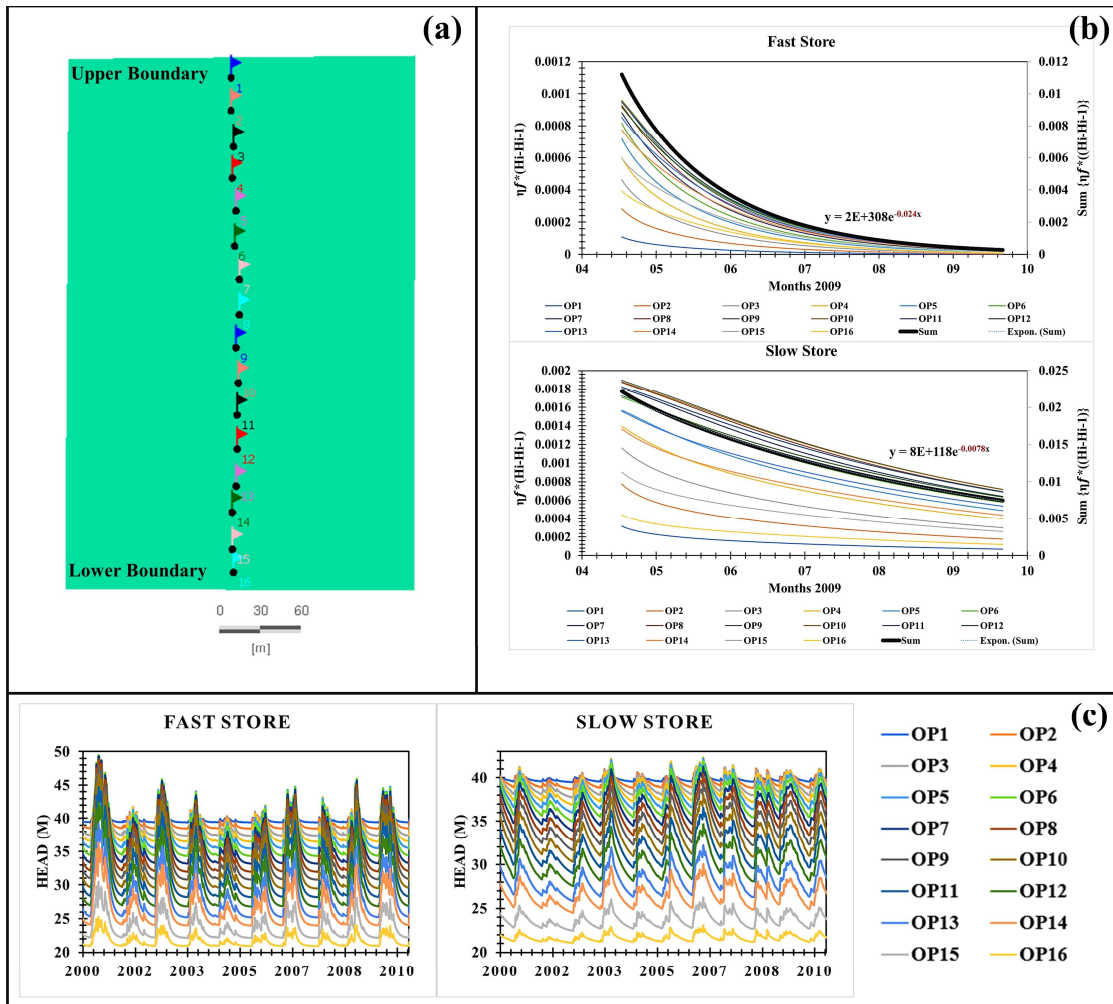 (a)
Upper Boundary
1
2
3
4
5
6
7
8
9
10
11
12
13
14
15
16
Lower Boundary
0 30 60
[m]
(b)
Fast Store
0.0012
0.001
0.0008
0.0006
0.0004
0.0002
0
0.012
0.01
0.008
0.006
0.004
0.002
0
ηf*(Hi-Hi-1)
Sum {ηf*((Hi-Hi-1)}
y = 2E+308e-0.024x
04 05 06 07 08 09 10
Months 2009
OP1 OP2 OP3 OP4 OP5 OP6
OP7 OP8 OP9 OP10 OP11 OP12
OP13 OP14 OP15 OP16 Sum Expon. (Sum)
Slow Store
0.002
0.0018
0.0016
0.0014
0.0012
0.001
0.0008
0.0006
0.0004
0.0002
0
0.025
0.02
0.015
0.01
0.005
0
ηf*(Hi-Hi-1)
Sum {ηf*((Hi-Hi-1)}
y = 8E+118e-0.0078x
04 05 06 07 08 09 10
Months 2009
OP1 OP2 OP3 OP4 OP5 OP6
OP7 OP8 OP9 OP10 OP11 OP12
OP13 OP14 OP15 OP16 Sum Expon. (Sum)
(c)
FAST STORE
HEAD (M)
50
45
40
35
30
25
20
2000 2002 2003 2005 2007 2008 2010
SLOW STORE
HEAD (M)
40
35
30
25
20
2000 2002 2003 2005 2007 2008 2010
OP1 OP2
OP3 OP4
OP5 OP6
OP7 OP8
OP9 OP10
OP11 OP12
OP13 OP14
OP15 OP16